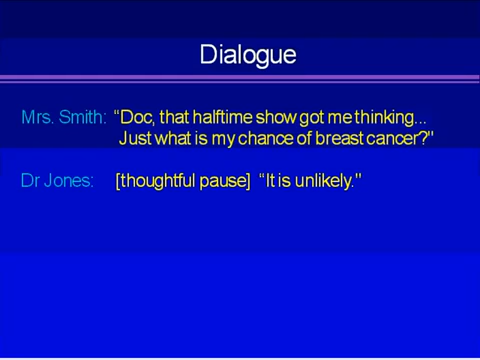 Dialogue
Mrs. Smith: “Doc, that halftime show got me thinking...
Just what is my chance of breast cancer?"
Dr Jones: [thoughtful pause] “It is unlikely."